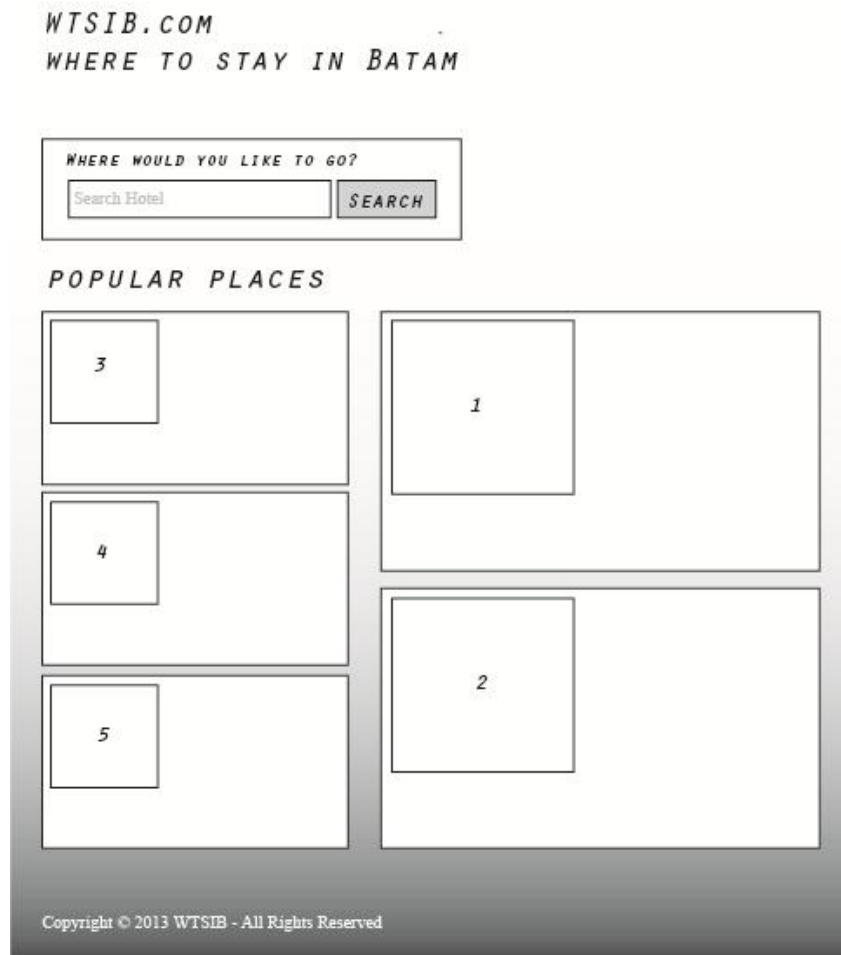 WTSIB.com
where to stay in Batam
Where would you like to go?
Search Hotel
Search
popular places
3
1
4
2
5
Copyright © 2013 WTSIB - All Rights Reserved